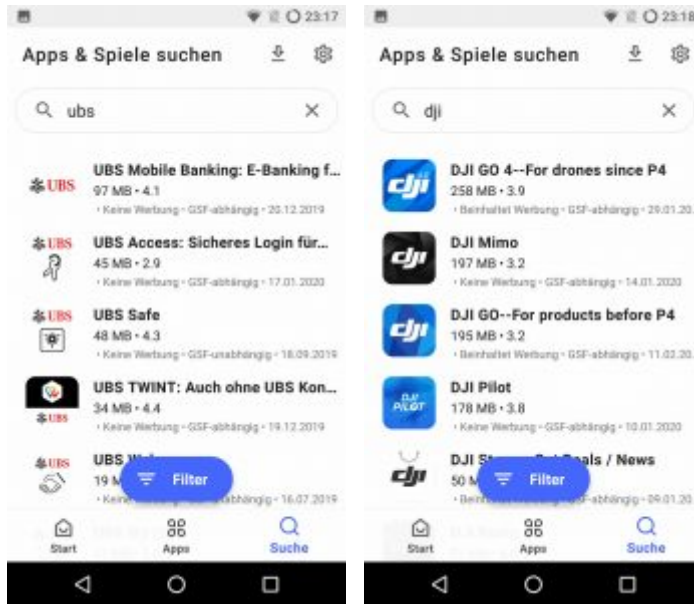 23:17
Apps & Spiele suchen
ubs
UBS
UBS Mobile Banking: E-Banking f...
97 MB • 4.1
• Keine Werbung • GSF-abhängig • 20.12.2019
UBS
UBS Access: Sicheres Login für...
45 MB • 2.9
• Keine Werbung • GSF-abhängig • 17.01.2020
UBS
UBS Safe
48 MB • 4.3
• Keine Werbung • GSF-unabhängig • 18.09.2019
UBS
UBS TWINT: Auch ohne UBS Kon...
34 MB • 4.4
• Keine Werbung • GSF-abhängig • 19.12.2019
UBS
UBS
19 M
Filter
• Keine abhängig • 16.07.2019
Start
Apps
Suche
23:18
Apps & Spiele suchen
dji
dji
DJI GO 4--For drones since P4
258 MB • 3.9
• Beinhaltet Werbung • GSF-abhängig • 29.01.20
dji
DJI Mimo
197 MB • 3.2
• Keine Werbung • GSF-abhängig • 14.01.2020
dji
DJI GO--For products before P4
195 MB • 3.2
• Beinhaltet Werbung • GSF-abhängig • 11.02.20
DJI
PILOT
DJI Pilot
178 MB • 3.8
• Keine Werbung • GSF-abhängig • 10.01.2020
dji
DJI als / News
50 M
Filter
F-abhängig • 09.01.20
Start
Apps
Suche